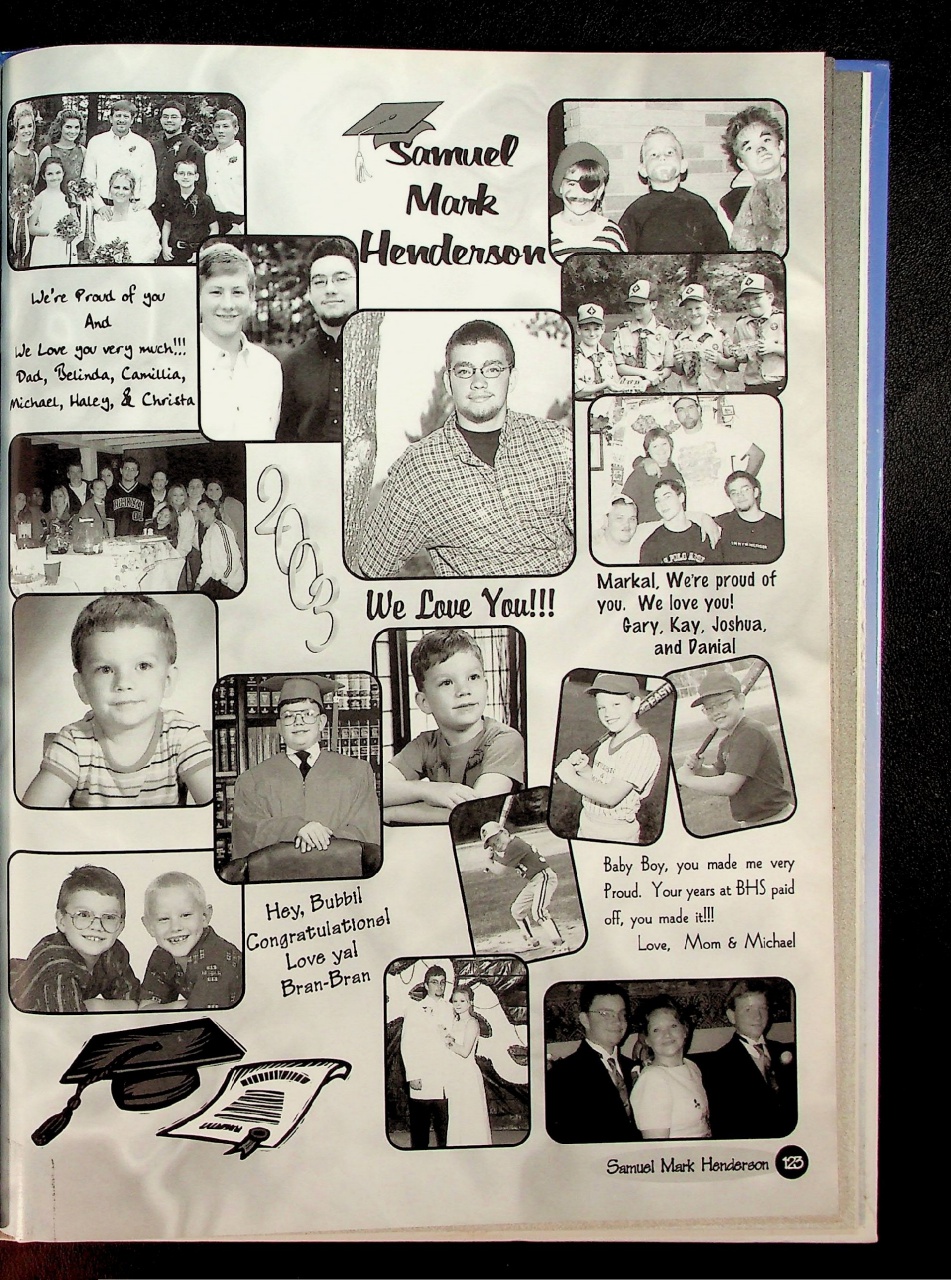 Samuel
Mark
Henderson
We're Proud of you
And
We Love you very much!!!
Dad, Belinda, Camillia,
Michael, Haley, & Christa
2003
We Love You!!!
Markal, We're proud of
you. We love you!
Gary, Kay, Joshua,
and Danial
Hey, Bubbi!
Congratulations!
Love ya!
Bran-Bran
Baby Boy, you made me very
Proud. Your years at BHS paid
off, you made it!!!
Love, Mom & Michael
Samuel Mark Henderson 123